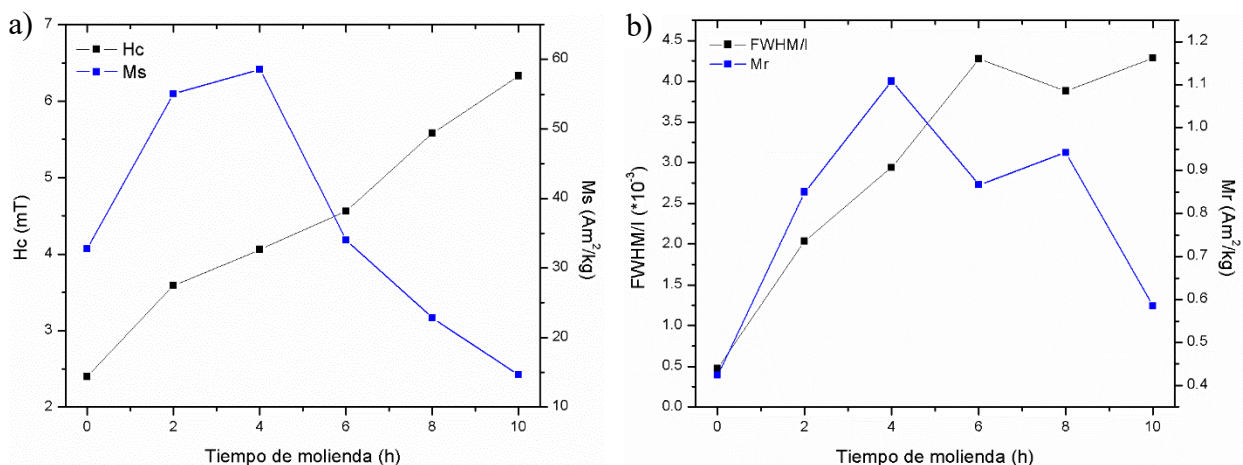 a)
Hc
Ms
Hc (mT)
7
6
5
4
3
2
Ms (Am²/kg)
60
50
40
30
20
10
0 2 4 6 8 10
Tiempo de molienda (h)
b)
FWHM/I
Mr
FWHM/I (*10⁻³)
4.5
4.0
3.5
3.0
2.5
2.0
1.5
1.0
0.5
0.0
Mr (Am²/kg)
1.2
1.1
1.0
0.9
0.8
0.7
0.6
0.5
0.4
0 2 4 6 8 10
Tiempo de molienda (h)